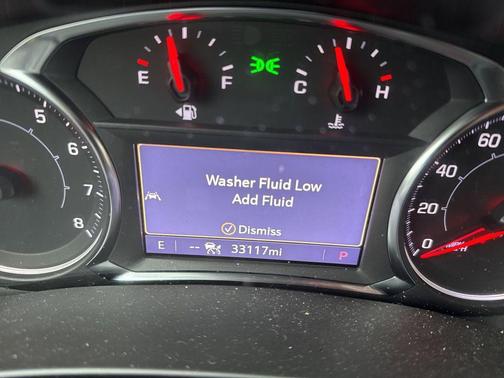 E F
C H
8
7
6
5
60
40
20
0
Washer Fluid Low
Add Fluid
Dismiss
E -- 33117mi P